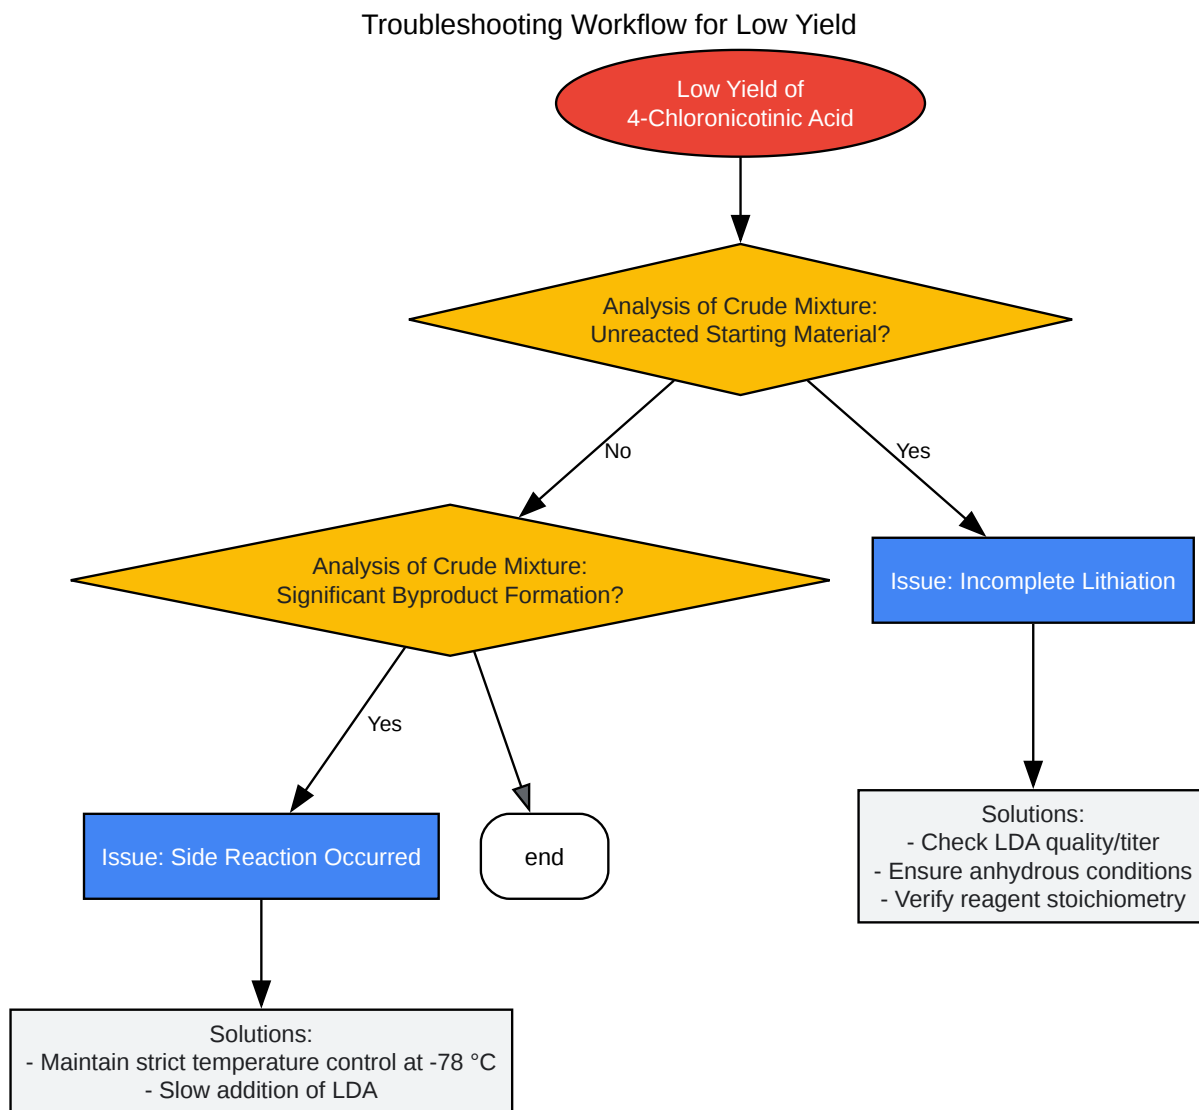 Troubleshooting Workflow for Low Yield
Low Yield of
4-Chloronicotinic Acid
Analysis of Crude Mixture:
Unreacted Starting Material?
No
Yes
Analysis of Crude Mixture:
Significant Byproduct Formation?
Issue: Incomplete Lithiation
Yes
Issue: Side Reaction Occurred
end
Solutions:
- Check LDA quality/titer
- Ensure anhydrous conditions
- Verify reagent stoichiometry
Solutions:
- Maintain strict temperature control at -78 °C
- Slow addition of LDA